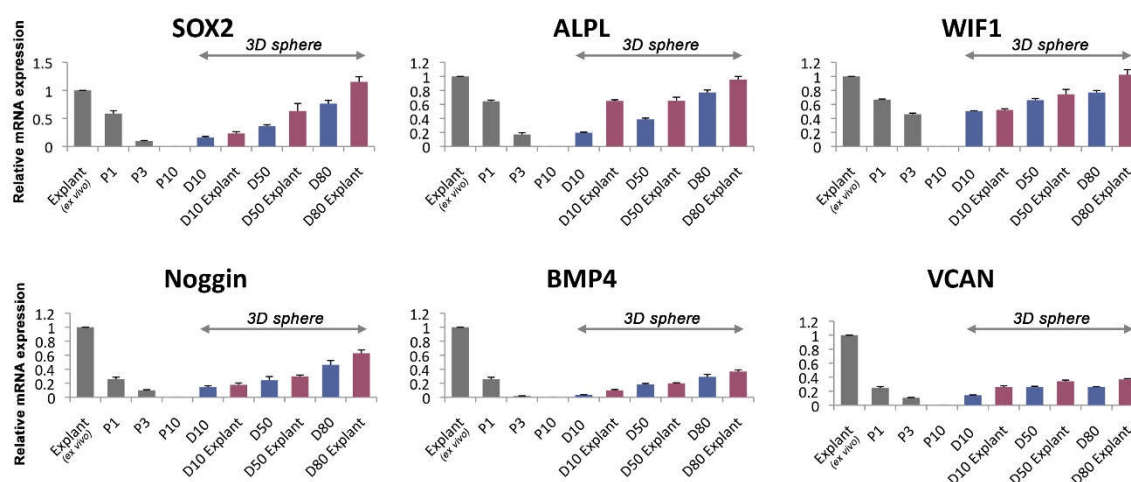 SOX2
3D sphere
Relative mRNA expression
1.5
1
0.5
0
Explant
(ex vivo)
P1
P3
P10
D10
D10 Explant
D50
D50 Explant
D80
D80 Explant
ALPL
3D sphere
1.2
1
0.8
0.6
0.4
0.2
0
Explant
(ex vivo)
P1
P3
P10
D10
D10 Explant
D50
D50 Explant
D80
D80 Explant
WIF1
3D sphere
1.2
1
0.8
0.6
0.4
0.2
0
Explant
(ex vivo)
P1
P3
P10
D10
D10 Explant
D50
D50 Explant
D80
D80 Explant
Noggin
3D sphere
Relative mRNA expression
1.2
1
0.8
0.6
0.4
0.2
0
Explant
(ex vivo)
P1
P3
P10
D10
D10 Explant
D50
D50 Explant
D80
D80 Explant
BMP4
3D sphere
1.2
1
0.8
0.6
0.4
0.2
0
Explant
(ex vivo)
P1
P3
P10
D10
D10 Explant
D50
D50 Explant
D80
D80 Explant
VCAN
3D sphere
1.2
1
0.8
0.6
0.4
0.2
0
Explant
(ex vivo)
P1
P3
P10
D10
D10 Explant
D50
D50 Explant
D80
D80 Explant